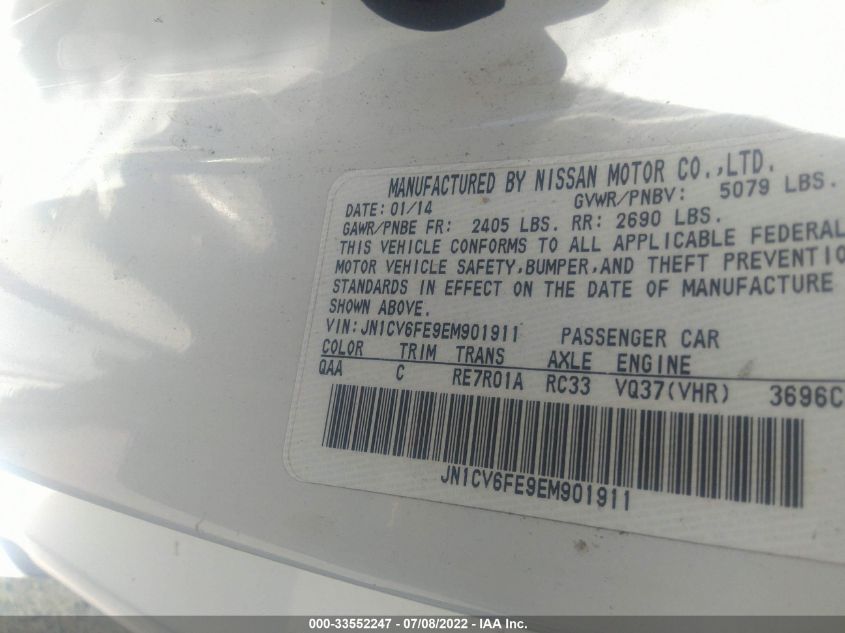 MANUFACTURED BY NISSAN MOTOR CO.,LTD.
DATE: 01/14 GVWR/PNBV: 5079 LBS.
GAWR/PNBE FR: 2405 LBS. RR: 2690 LBS.
THIS VEHICLE CONFORMS TO ALL APPLICABLE FEDERAL
MOTOR VEHICLE SAFETY,BUMPER,AND THEFT PREVENTIO
STANDARDS IN EFFECT ON THE DATE OF MANUFACTURE
SHOWN ABOVE.
VIN: JN1CV6FE9EM901911 PASSENGER CAR
COLOR TRIM TRANS AXLE ENGINE
QAA C RE7R01A RC33 VQ37(VHR) 3696C
JN1CV6FE9EM901911
000-33552247 - 07/08/2022 - IAA Inc.